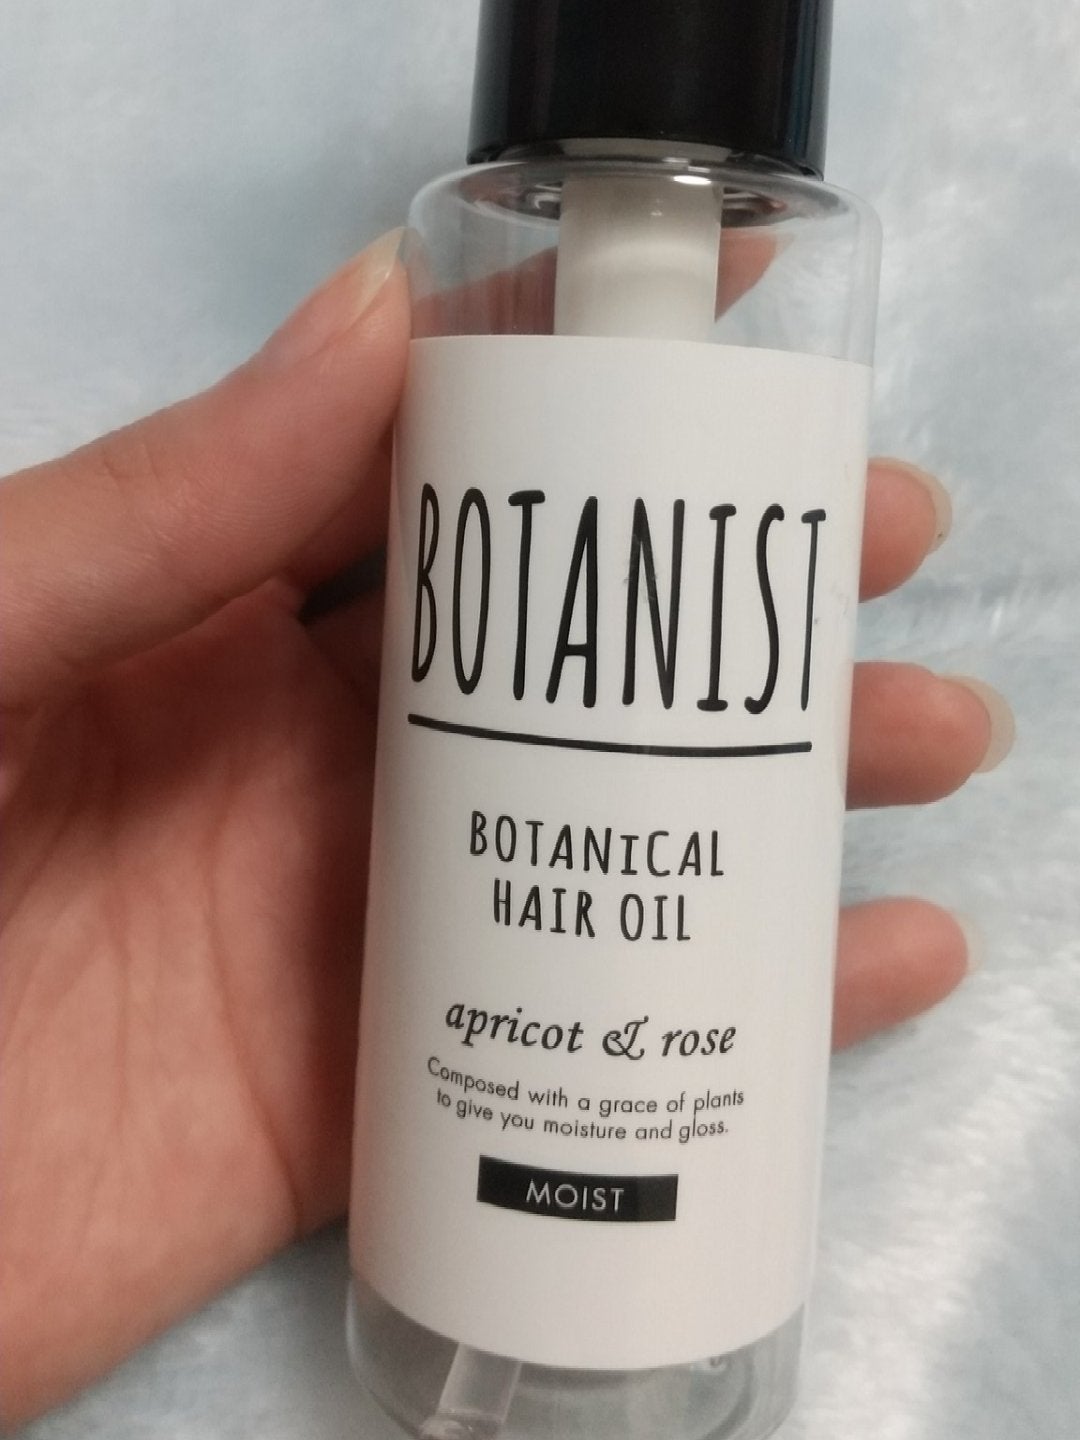 BOTANIST
BOTANICAL
HAIR OIL
apricot & rose
Composed with a grace of plants
to give you moisture and gloss.
MOIST